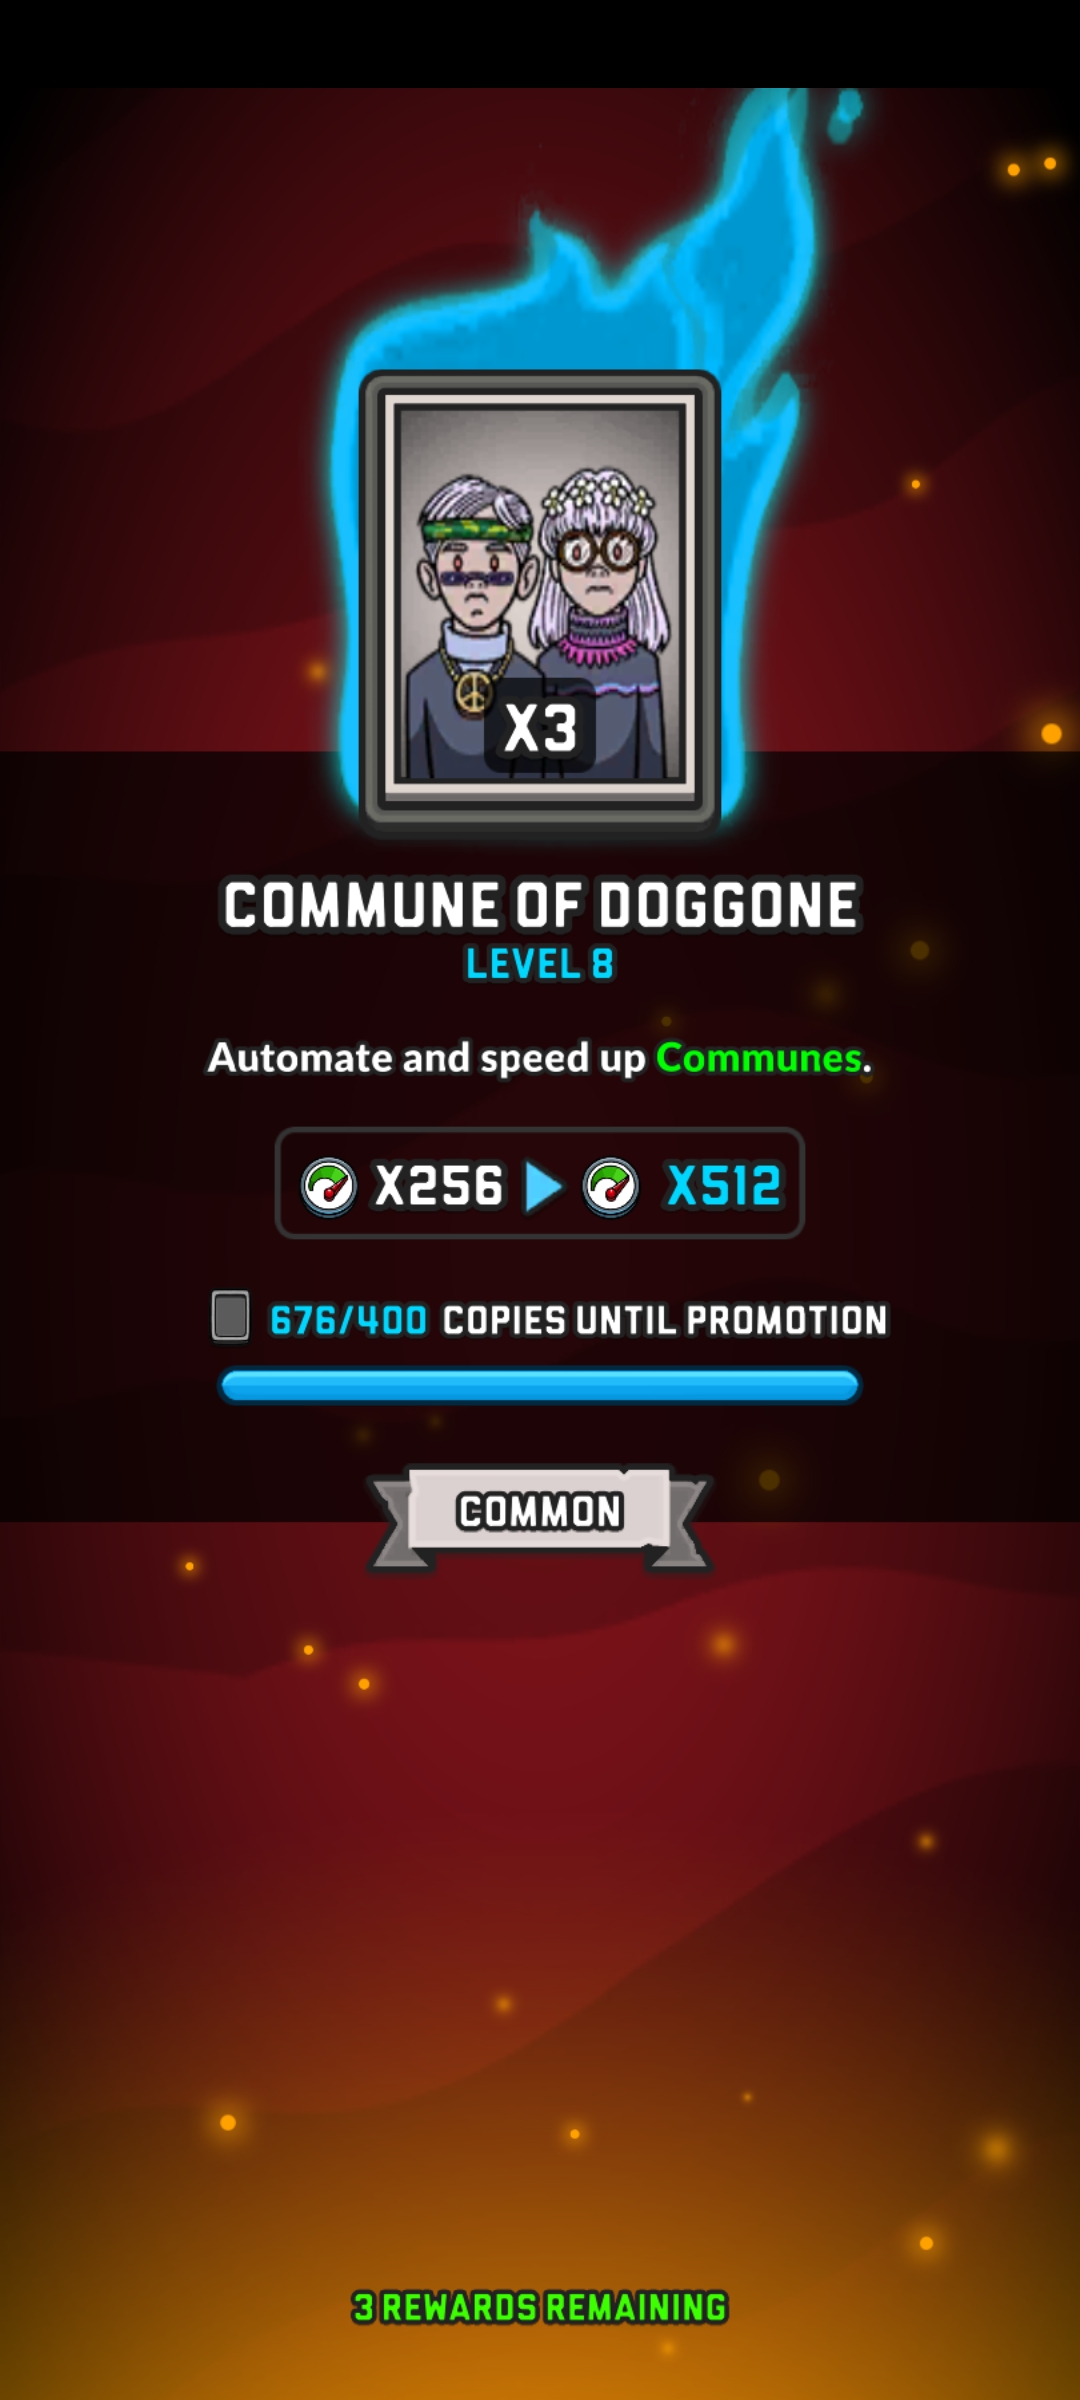 X3
COMMUNE OF DOGGONE
LEVEL 8
Automate and speed up Communes.
X256 X512
676/400 COPIES UNTIL PROMOTION
COMMON
3 REWARDS REMAINING